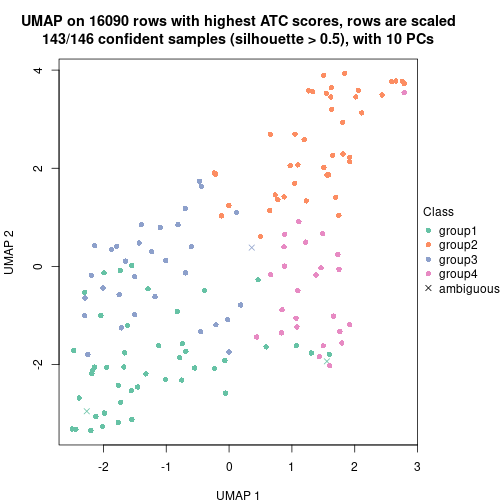 UMAP on 16090 rows with highest ATC scores, rows are scaled
143/146 confident samples (silhouette > 0.5), with 10 PCs
4
2
0
-2
UMAP 2
-2
-1
0
1
2
3
UMAP 1
Class
group1
group2
group3
group4
ambiguous